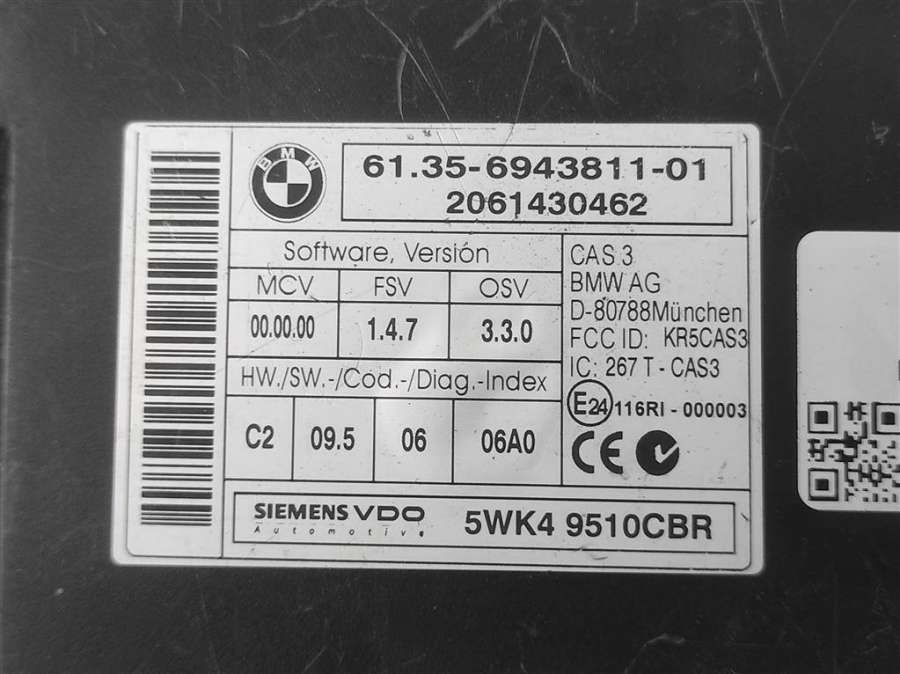 BMW
61.35-6943811-01
2061430462
Software, Versión
MCV FSV OSV
00.00.00 1.4.7 3.3.0
HW./SW.-/Cod.-/Diag.-Index
C2 09.5 06 06A0
CAS 3
BMW AG
D-80788München
FCC ID: KR5CAS3
IC: 267 T - CAS3
E24 116RI - 000003
CE
SIEMENS VDO
Automotive
5WK4 9510CBR